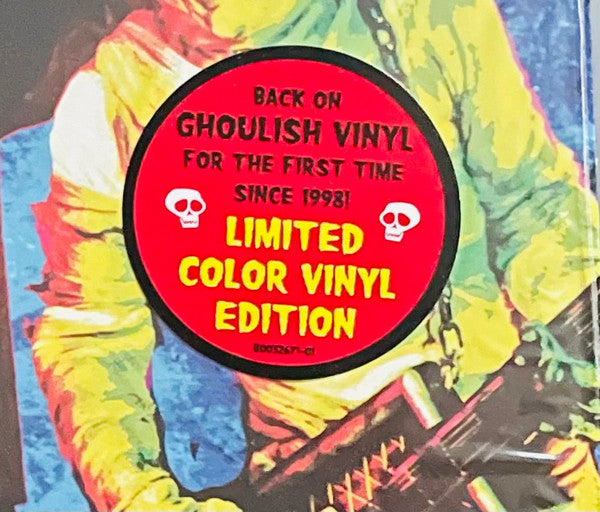 BACK ON
GHOULISH VINYL
FOR THE FIRST TIME
SINCE 1998!
LIMITED
COLOR VINYL
EDITION
B0032671-01